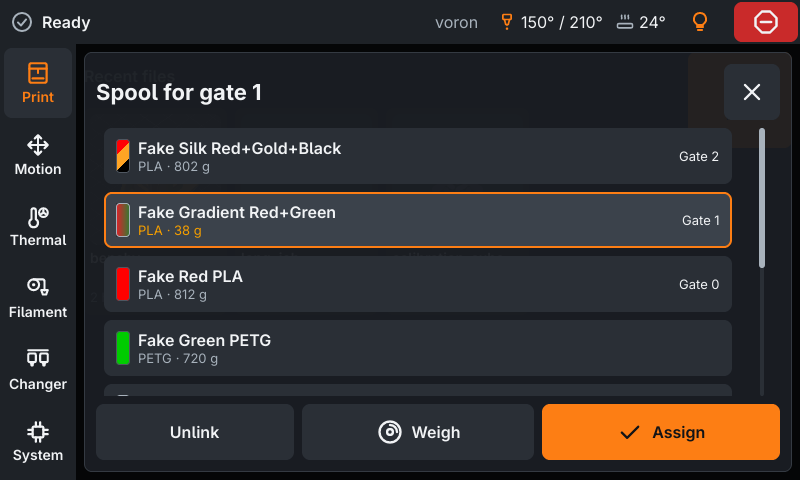 Ready
voron
150° / 210°
24°
Print
Motion
Thermal
Filament
Changer
System
Recent files
Spool for gate 1
Fake Silk Red+Gold+Black
PLA · 802 g
Gate 2
Fake Gradient Red+Green
PLA · 38 g
Gate 1
Fake Red PLA
PLA · 812 g
Gate 0
Fake Green PETG
PETG · 720 g
Unlink
Weigh
Assign